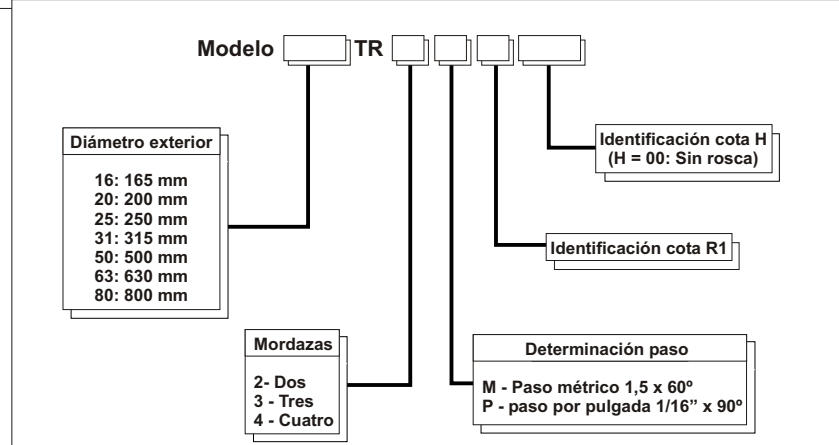 Modelo TR
Diámetro exterior
16: 165 mm
20: 200 mm
25: 250 mm
31: 315 mm
50: 500 mm
63: 630 mm
80: 800 mm
Identificación cota H
(H = 00: Sin rosca)
Identificación cota R1
Mordazas
2- Dos
3 - Tres
4 - Cuatro
Determinación paso
M - Paso métrico 1,5 x 60º
P - paso por pulgada 1/16” x 90º